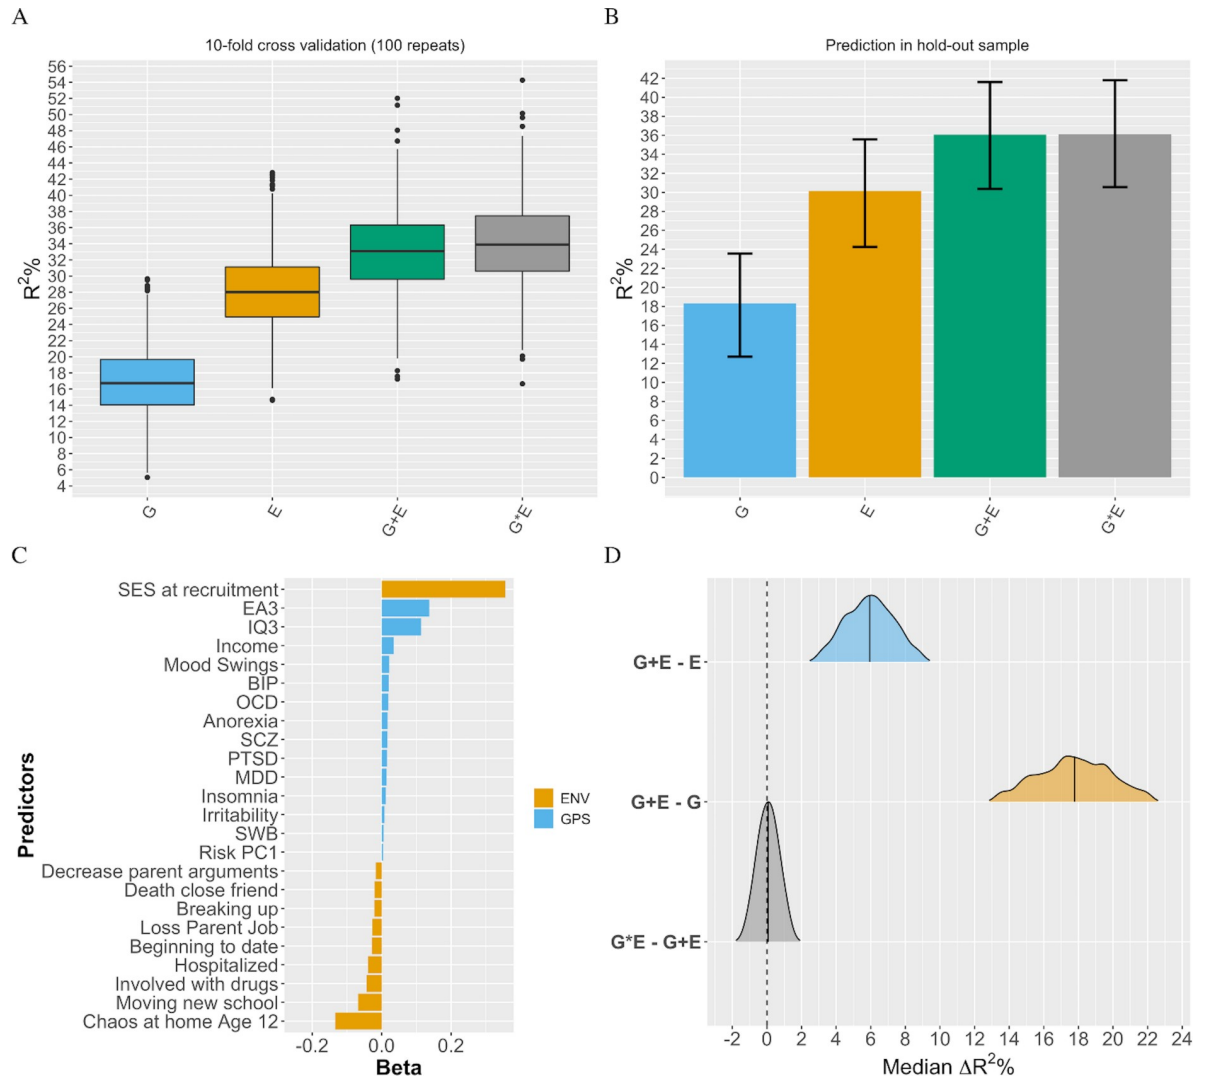 A
10-fold cross validation (100 repeats)
R²%
56
54
52
50
48
46
44
42
40
38
36
34
32
30
28
26
24
22
20
18
16
14
12
10
8
6
4
G
E
G+E
G*E
B
Prediction in hold-out sample
R²%
42
40
38
36
34
32
30
28
26
24
22
20
18
16
14
12
10
8
6
4
2
0
G
E
G+E
G*E
C
Predictors
SES at recruitment
EA3
IQ3
Income
Mood Swings
BIP
OCD
Anorexia
SCZ
PTSD
MDD
Insomnia
Irritability
SWB
Risk PC1
Decrease parent arguments
Death close friend
Breaking up
Loss Parent Job
Beginning to date
Hospitalized
Involved with drugs
Moving new school
Chaos at home Age 12
-0.2 0.0 0.2
Beta
ENV
GPS
D
G+E - E
G+E - G
G*E - G+E
-2 0 2 4 6 8 10 12 14 16 18 20 22 24
Median ΔR²%